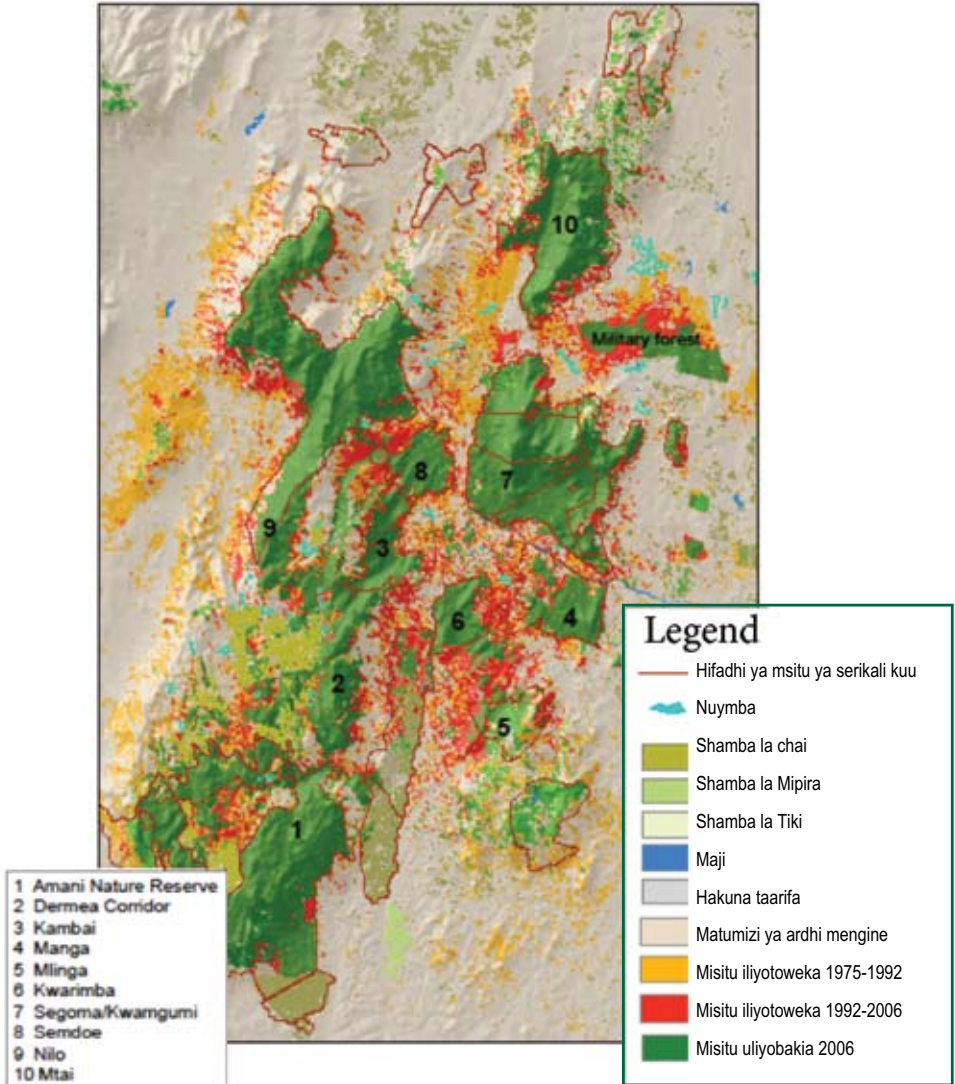 10
Military forest
8
7
9
3
6
4
2
5
1
1 Amani Nature Reserve
2 Dermea Corridor
3 Kambai
4 Manga
5 Mlinga
6 Kwarimba
7 Segoma/Kwamgumi
8 Semdoe
9 Nilo
10 Mtai
Legend
Hifadhi ya msitu ya serikali kuu
Nuymba
Shamba la chai
Shamba la Mipira
Shamba la Tiki
Maji
Hakuna taarifa
Matumizi ya ardhi mengine
Misitu iliyotoweka 1975-1992
Misitu iliyotoweka 1992-2006
Misitu uliyobakia 2006